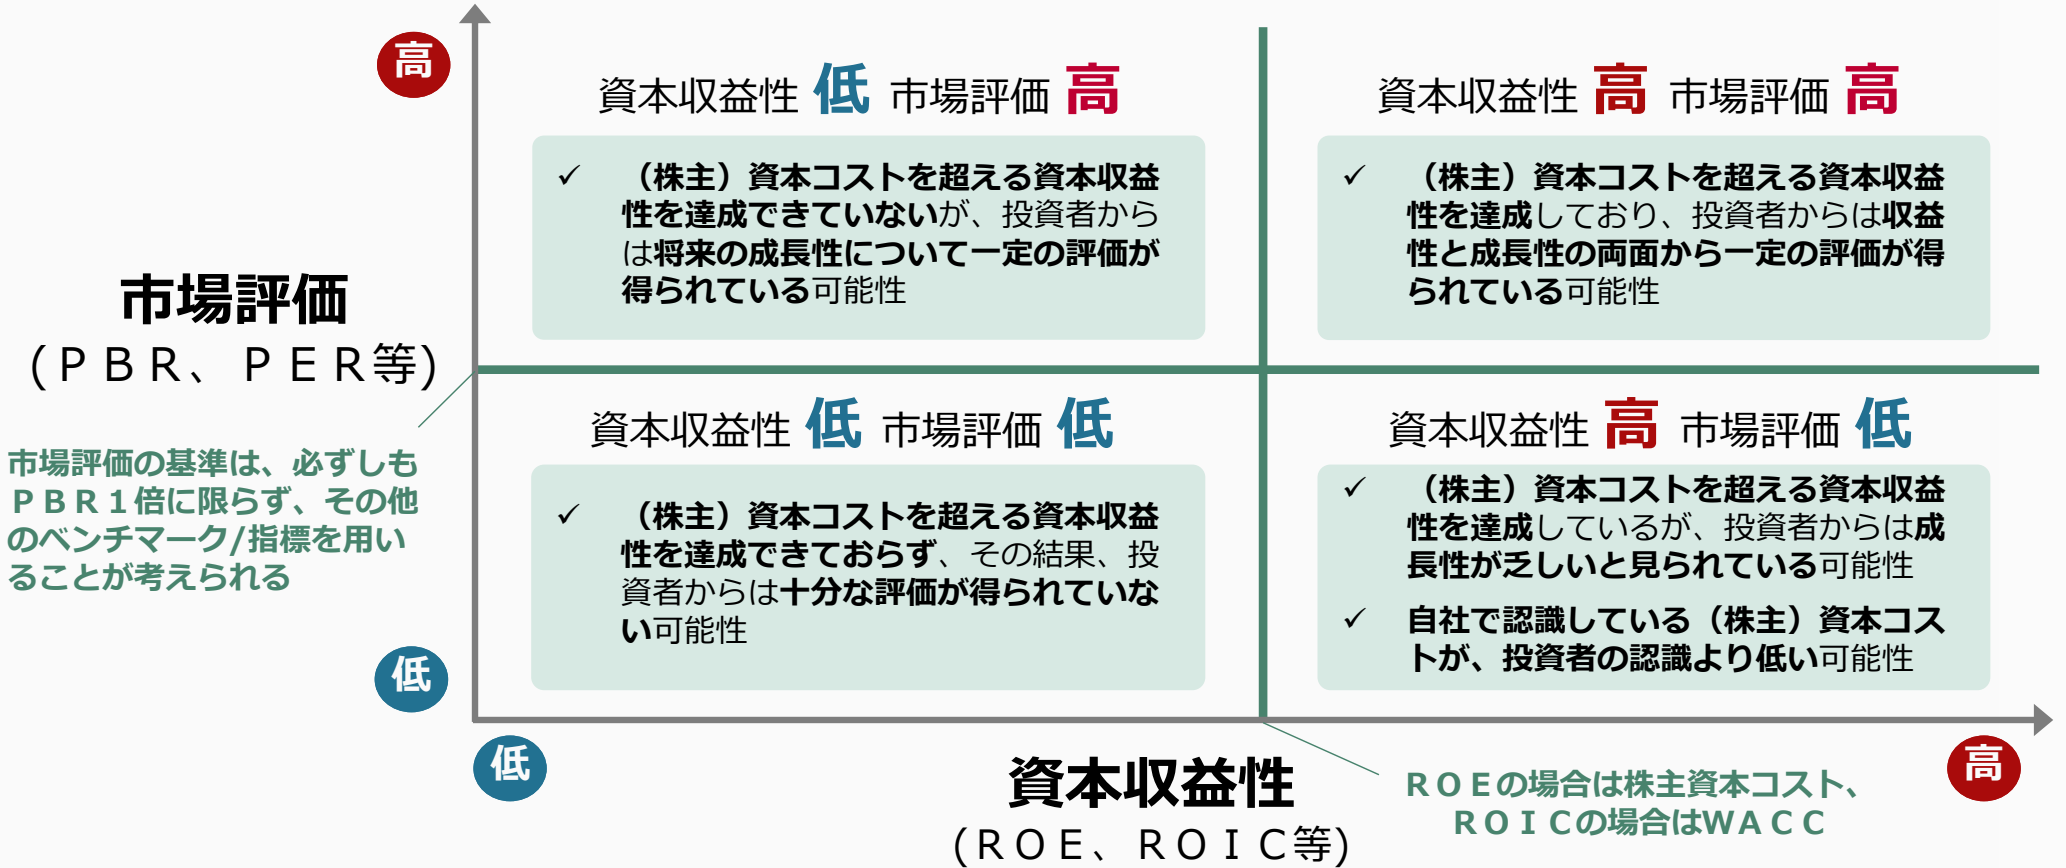 高
資本収益性 低 市場評価 高
✓ （株主）資本コストを超える資本収益
性を達成できていないが、投資者から
は将来の成長性について一定の評価が
得られている可能性
資本収益性 高 市場評価 高
✓ （株主）資本コストを超える資本収益
性を達成しており、投資者からは収益
性と成長性の両面から一定の評価が得
られている可能性
市場評価
(ＰＢＲ、ＰＥＲ等)
市場評価の基準は、必ずしも
ＰＢＲ１倍に限らず、その他
のベンチマーク/指標を用い
ることが考えられる
資本収益性 低 市場評価 低
✓ （株主）資本コストを超える資本収益
性を達成できておらず、その結果、投
資者からは十分な評価が得られていな
い可能性
資本収益性 高 市場評価 低
✓ （株主）資本コストを超える資本収益
性を達成しているが、投資者からは成
長性が乏しいと見られている可能性
✓ 自社で認識している（株主）資本コス
トが、投資者の認識より低い可能性
低
低
資本収益性
(ＲＯＥ、ＲＯＩＣ等)
ＲＯＥの場合は株主資本コスト、
ＲＯＩＣの場合はWＡＣＣ
高